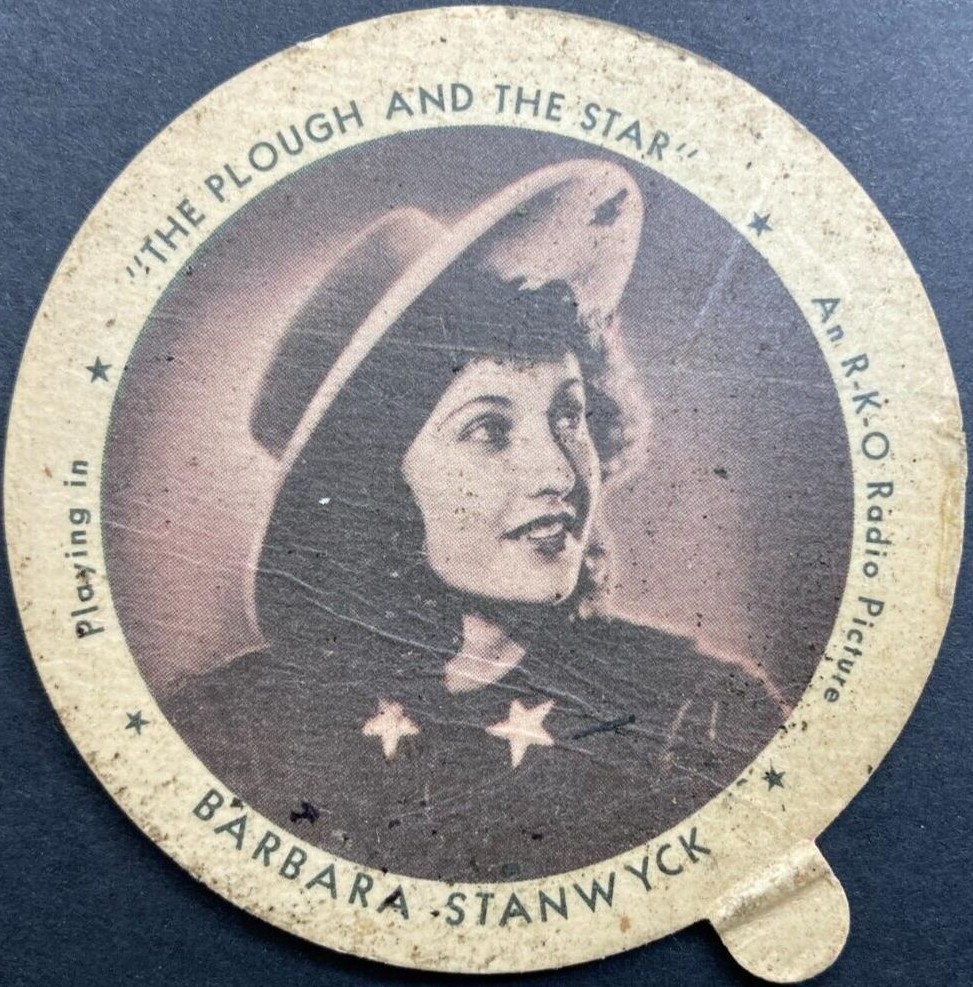 BARBARA STANWYCK
Playing in
"THE PLOUGH AND THE STAR"
An R-K-O Radio Picture